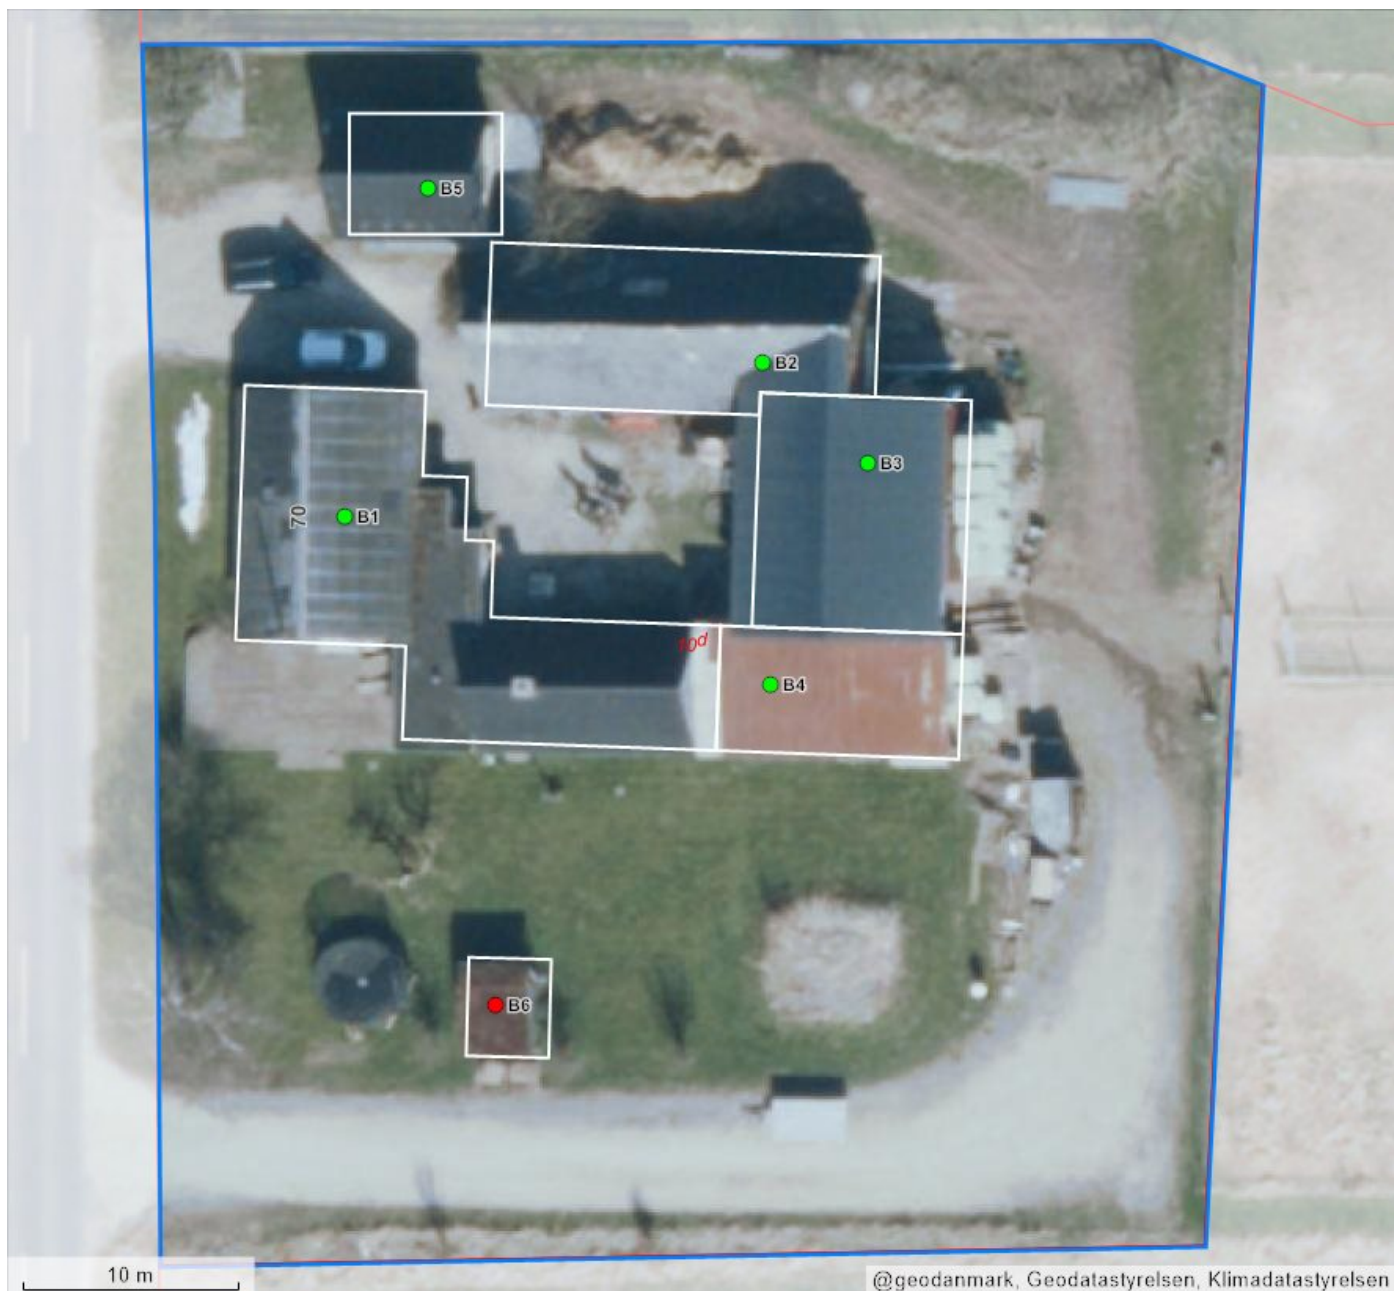 B5
B2
B3
B1
70
10d
B4
B6
10 m
@geodanmark, Geodatastyrelsen, Klimadatastyrelsen